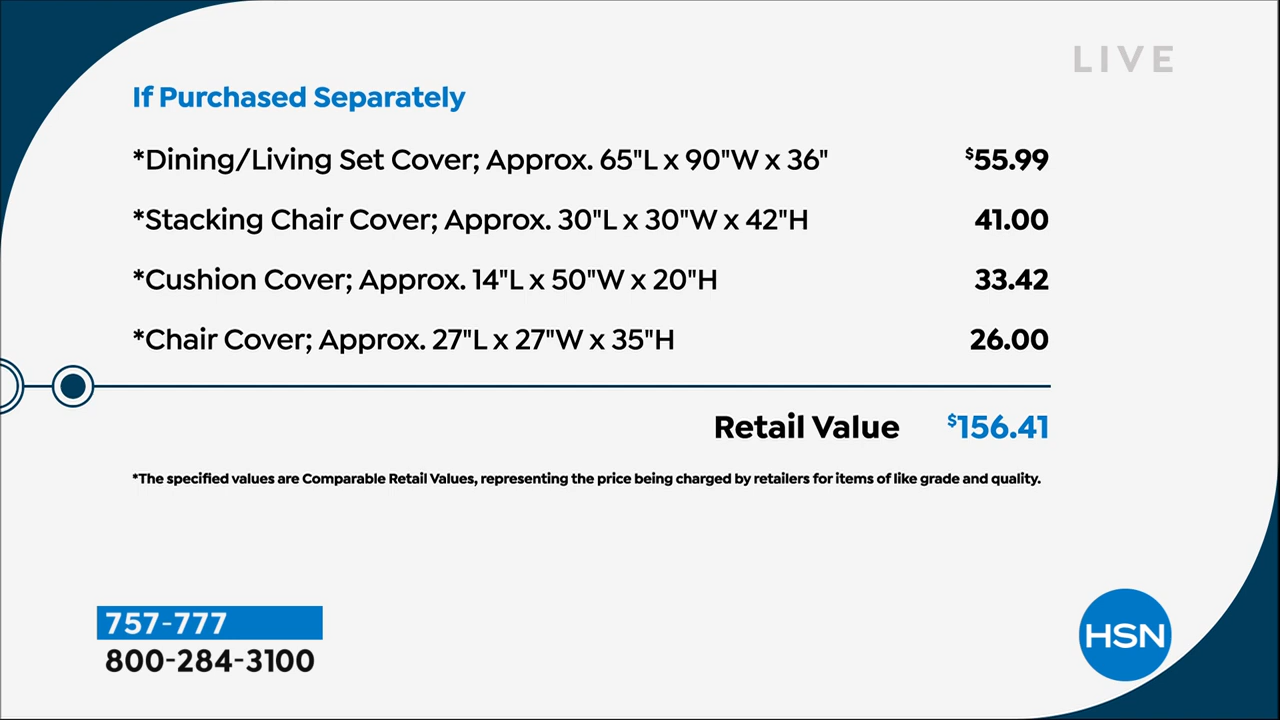 LIVE
If Purchased Separately
*Dining/Living Set Cover; Approx. 65"L x 90"W x 36" $55.99
*Stacking Chair Cover; Approx. 30"L x 30"W x 42"H 41.00
*Cushion Cover; Approx. 14"L x 50"W x 20"H 33.42
*Chair Cover; Approx. 27"L x 27"W x 35"H 26.00
Retail Value $156.41
*The specified values are Comparable Retail Values, representing the price being charged by retailers for items of like grade and quality.
757-777
800-284-3100
HSN